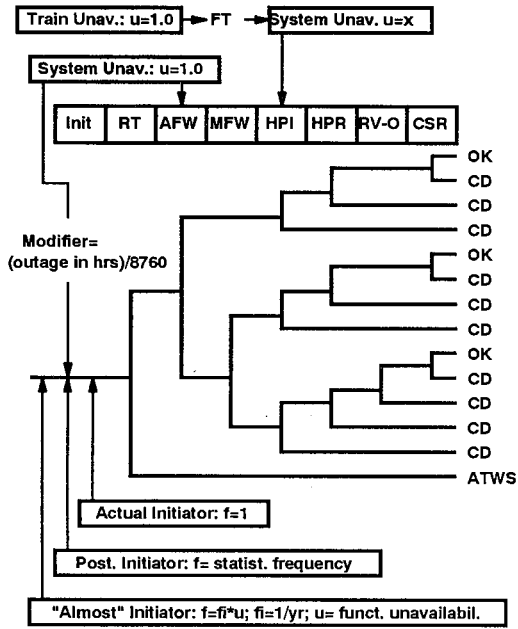 Train Unav.: u=1.0
FT
System Unav. u=x
System Unav.: u=1.0
Init RT AFW MFW HPI HPR RV-O CSR
OK
CD
CD
CD
Modifier=
(outage in hrs)/8760
OK
CD
CD
CD
OK
CD
CD
CD
CD
ATWS
Actual Initiator: f=1
Post. Initiator: f= statist. frequency
"Almost" Initiator: f=fi*u; fi=1/yr; u= funct. unavailabil.